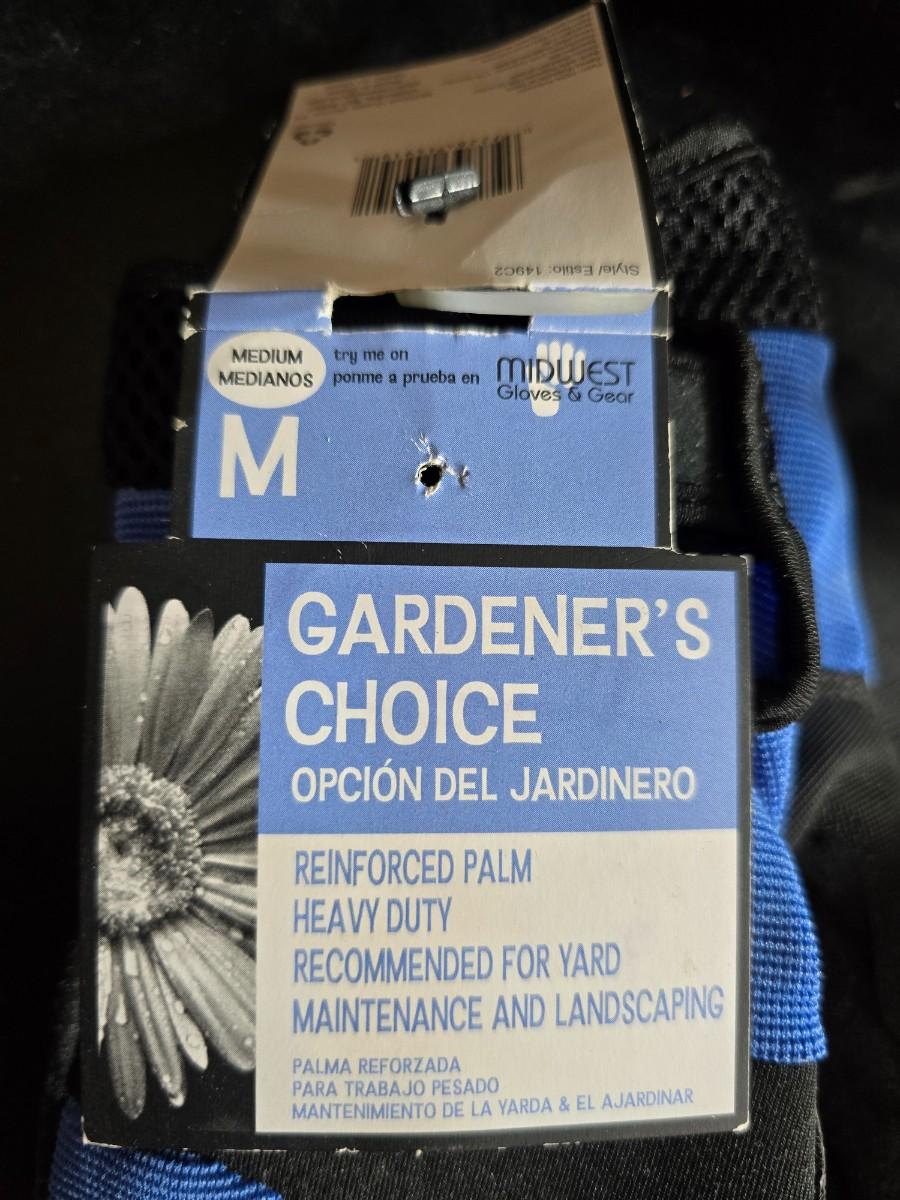 Style/ Estilo: 149C2
MEDIUM
MEDIANOS
try me on
ponme a prueba en
MIDWEST
Gloves & Gear
M
GARDENER'S
CHOICE
OPCIÓN DEL JARDINERO
REINFORCED PALM
HEAVY DUTY
RECOMMENDED FOR YARD
MAINTENANCE AND LANDSCAPING
PALMA REFORZADA
PARA TRABAJO PESADO
MANTENIMIENTO DE LA YARDA & EL AJARDINAR